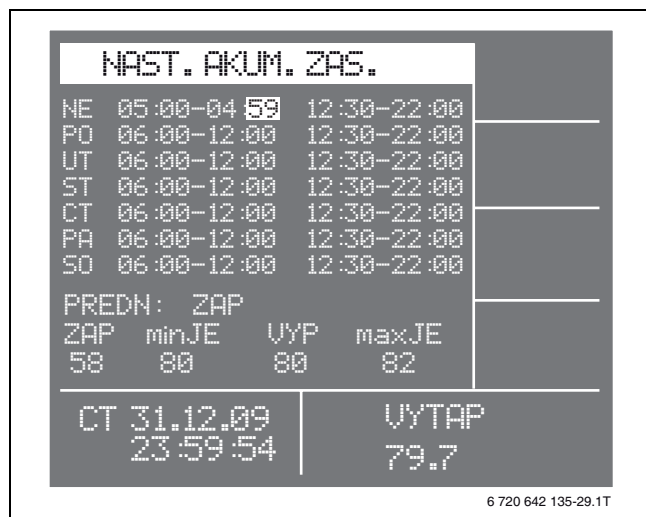 NAST. AKUM. ZAS.
NE 05:00-04:59 12:30-22:00
PO 06:00-12:00 12:30-22:00
UT 06:00-12:00 12:30-22:00
ST 06:00-12:00 12:30-22:00
CT 06:00-12:00 12:30-22:00
PA 06:00-12:00 12:30-22:00
SO 06:00-12:00 12:30-22:00
PREDN: ZAP
ZAP minJE VYP maxJE
58 80 80 82
CT 31.12.09
23:59:54
VYTAP
79.7
6 720 642 135-29.1T